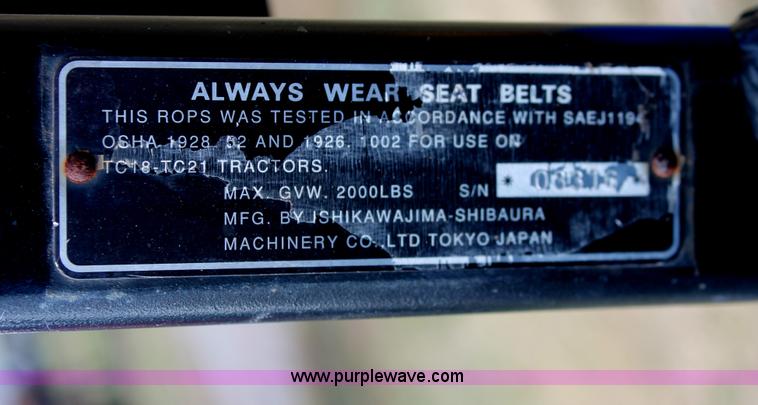 ALWAYS WEAR SEAT BELTS
THIS ROPS WAS TESTED IN ACCORDANCE WITH SAEJ1194
OSHA 1928. 52 AND 1926. 1002 FOR USE ON
TC18-TC21 TRACTORS.
MAX. GVW. 2000LBS S/N *
MFG. BY ISHIKAWAJIMA-SHIBAURA
MACHINERY CO.,LTD TOKYO JAPAN
www.purplewave.com